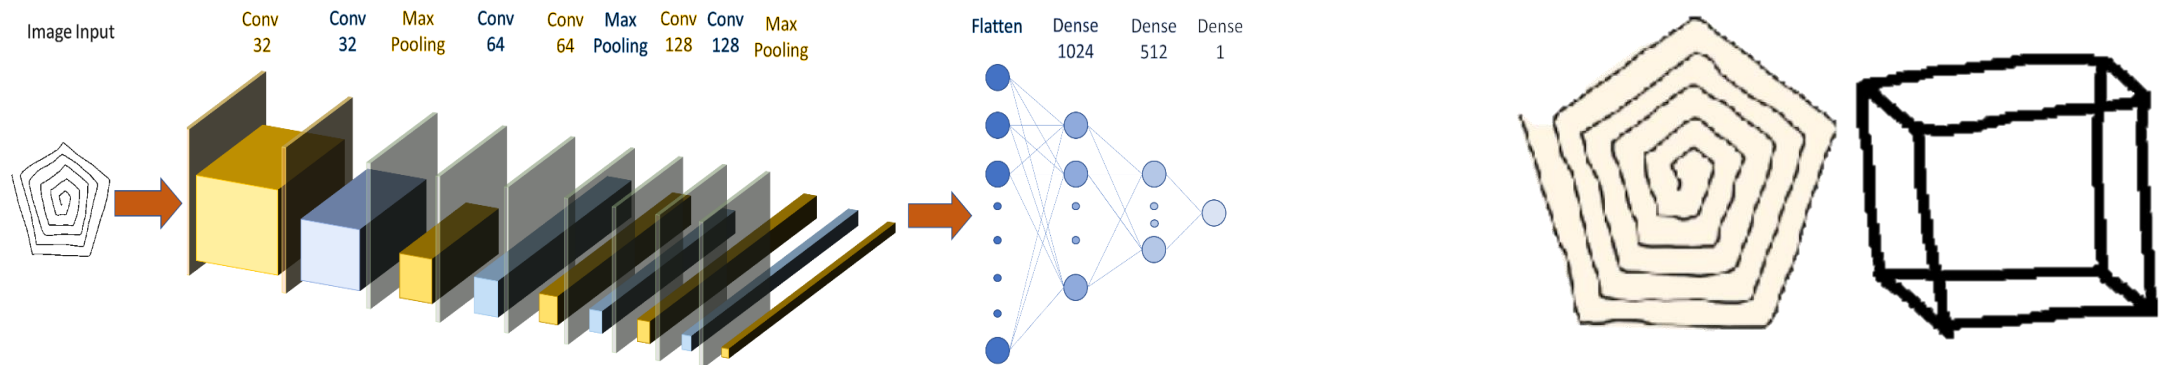 Image Input
Conv
32
Conv
32
Max
Pooling
Conv
64
Conv
64
Max
Pooling
Conv
128
Conv
128
Max
Pooling
Flatten
Dense
1024
Dense
512
Dense
1